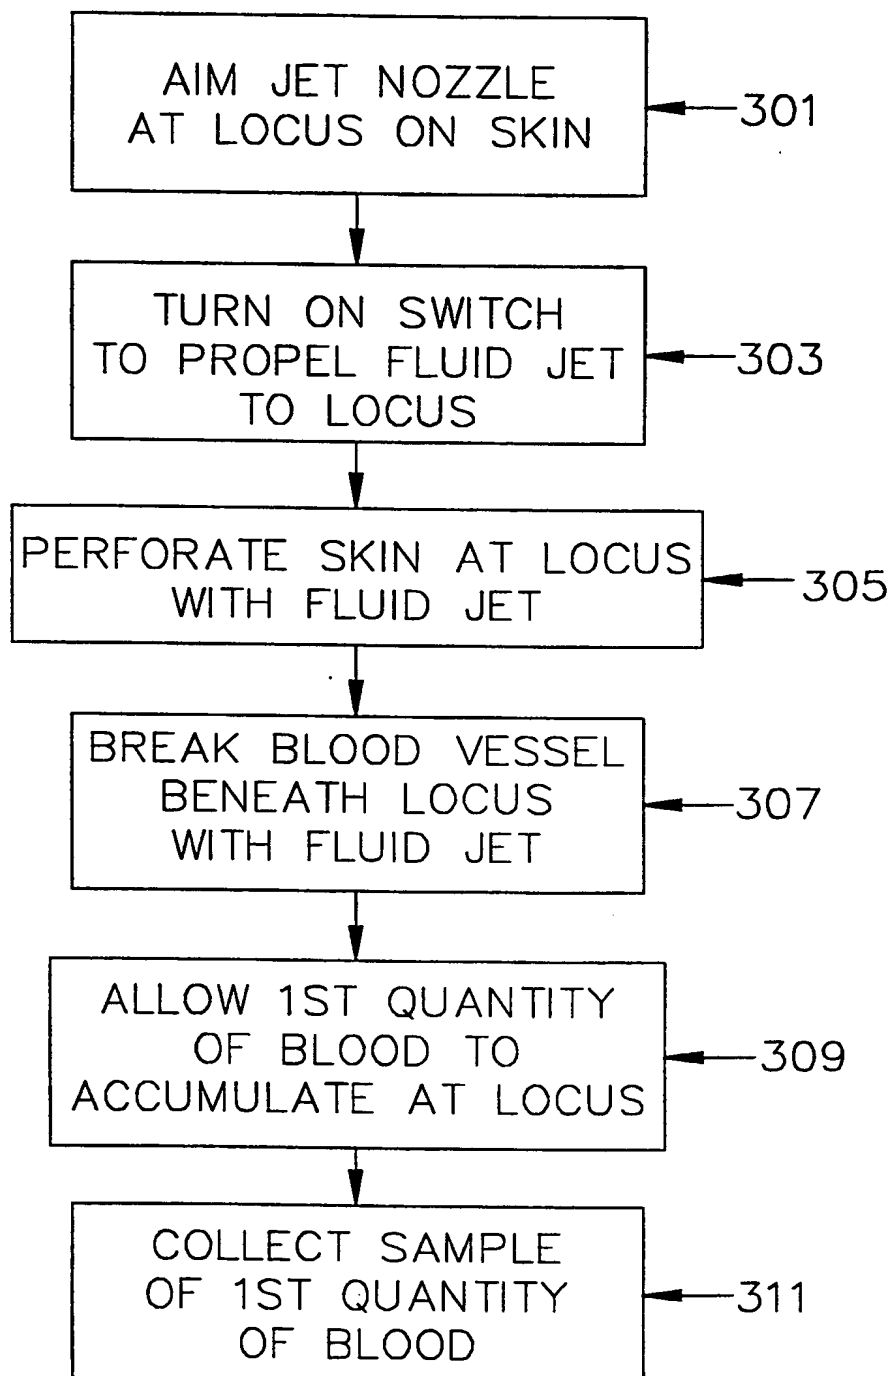 AIM JET NOZZLE
AT LOCUS ON SKIN
301
TURN ON SWITCH
TO PROPEL FLUID JET
TO LOCUS
303
PERFORATE SKIN AT LOCUS
WITH FLUID JET
305
BREAK BLOOD VESSEL
BENEATH LOCUS
WITH FLUID JET
307
ALLOW 1ST QUANTITY
OF BLOOD TO
ACCUMULATE AT LOCUS
309
COLLECT SAMPLE
OF 1ST QUANTITY
OF BLOOD
311